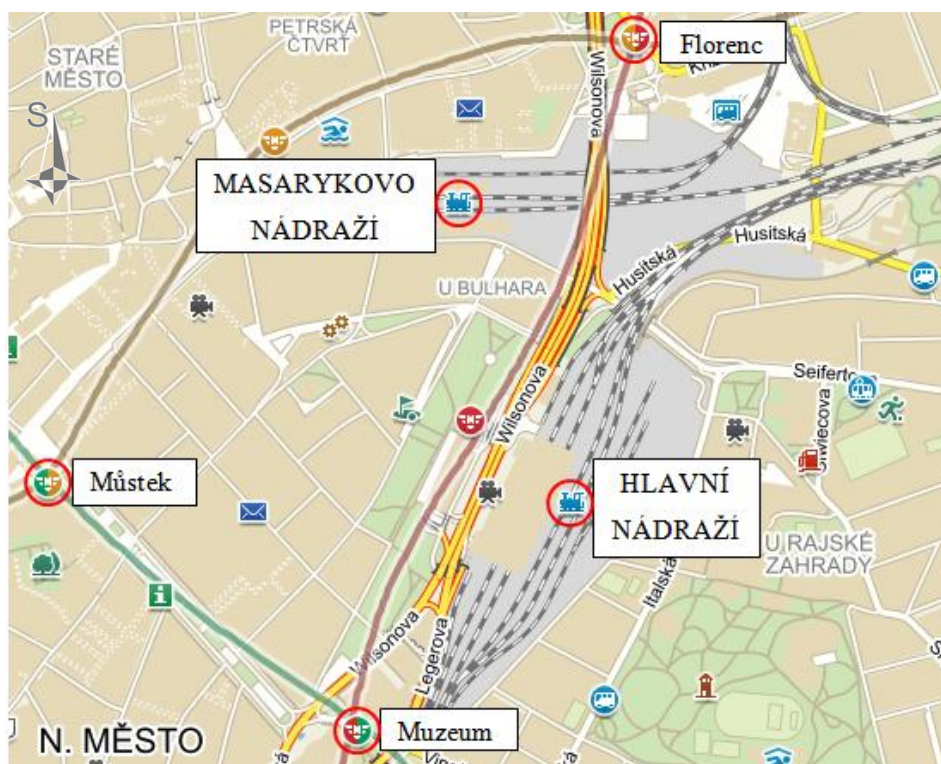 PETRSKÁ
ČTVRŤ
STARÉ
MĚSTO
Florenc
Wilsonova
S
MASARYKOVO
NÁDRAŽÍ
Husitská
Husitská
U BULHARA
Seifertova
Wilsonova
Můstek
HLAVNÍ
NÁDRAŽÍ
U RAJSKÉ
ZAHRADY
Italská
Wilsonova
Legerova
N. MĚSTO
Muzeum